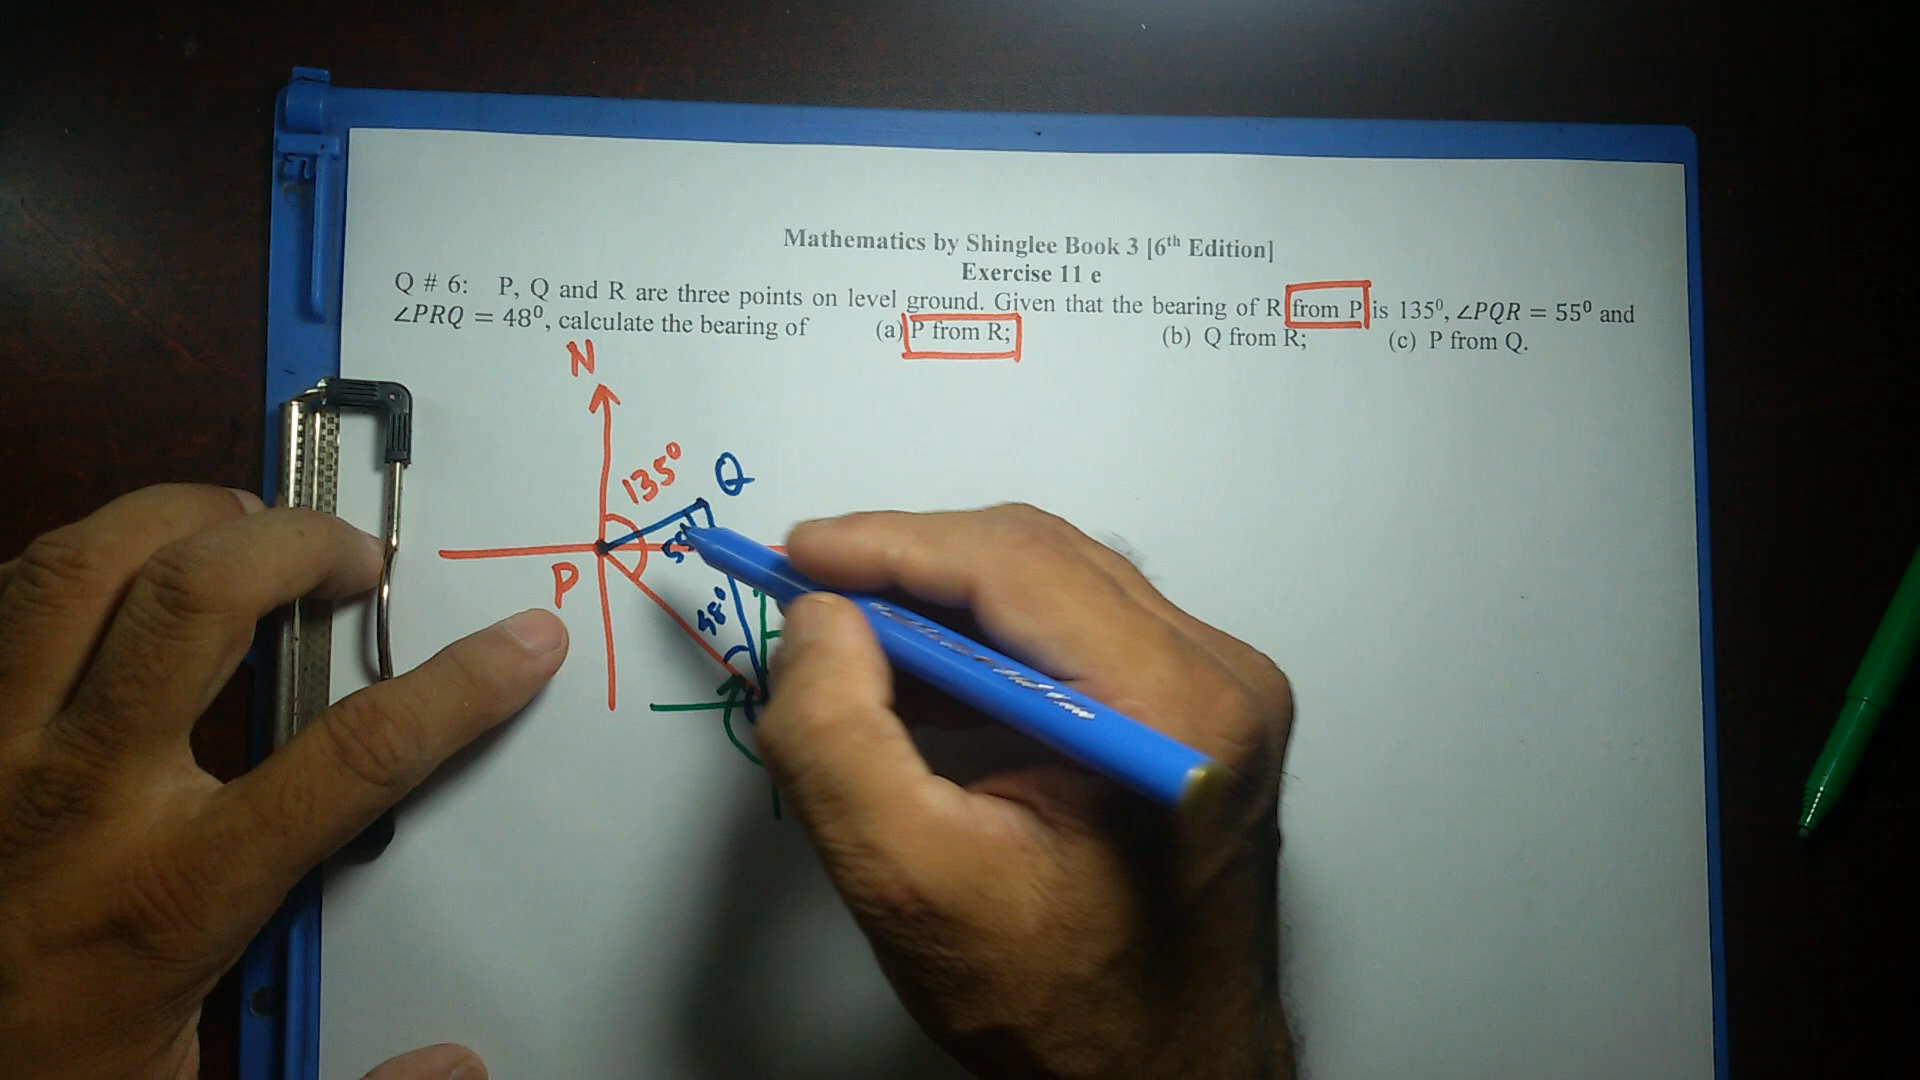 Mathematics by Shinglee Book 3 [6th Edition]
Exercise 11 e
Q # 6: P, Q and R are three points on level ground. Given that the bearing of R from P is 135⁰, ∠PQR = 55⁰ and
∠PRQ = 48⁰, calculate the bearing of (a) P from R; (b) Q from R; (c) P from Q.
N
135⁰
Q
P
48⁰